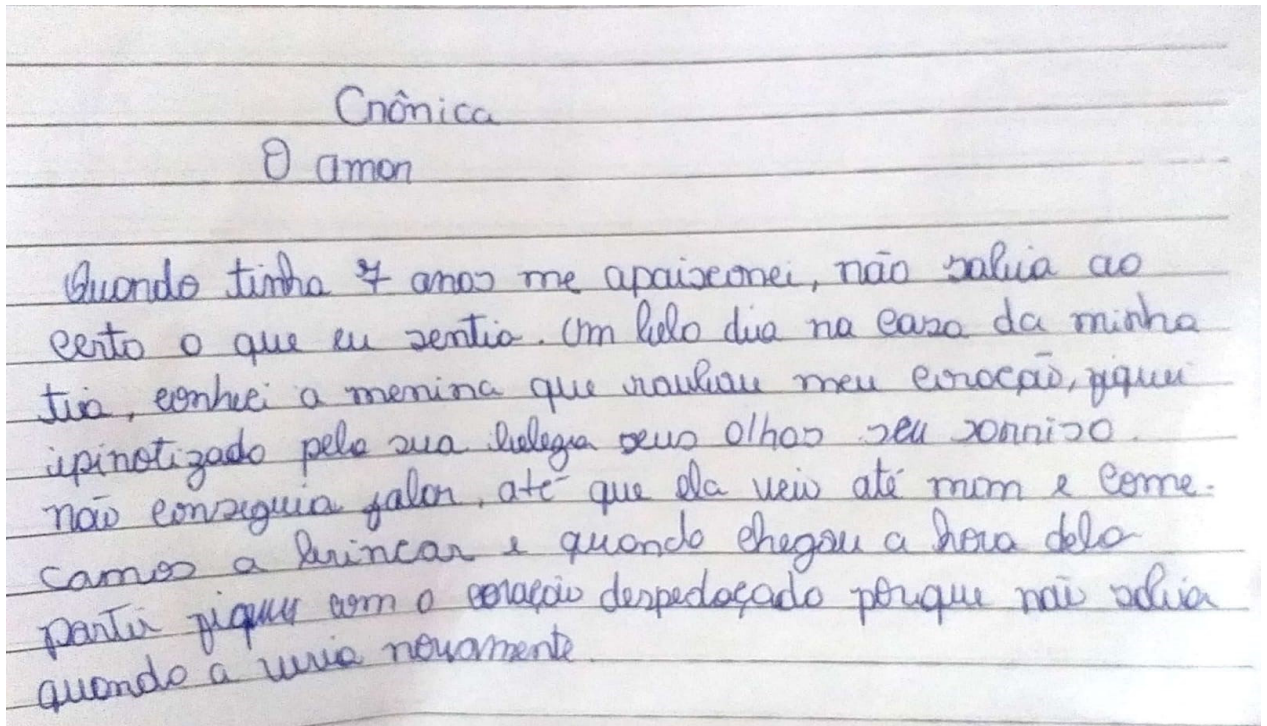 Crônica
O amor
Quando tinha 7 anos me apaixonei, não sabia ao
certo o que eu sentia. Um belo dia na casa da minha
tia, conheci a menina que roubou meu coração, fiquei
ipinotizado pela sua beleza seus olhos seu sorriso.
não conseguia falar, até que ela veio até mim e come-
camos a brincar e quando chegou a hora dela
partir fiquei com o coração despedaçado porque não sabia
quando a veria novamente.